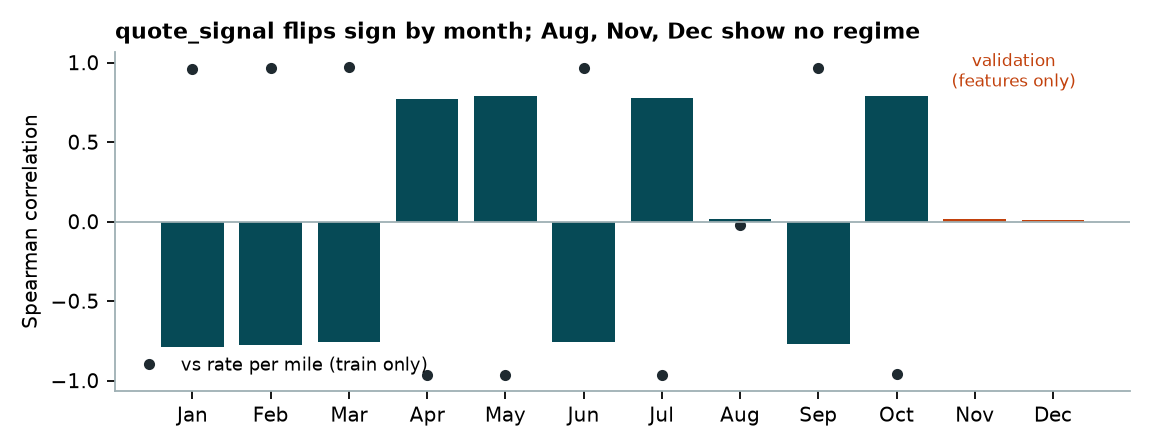 quote_signal flips sign by month; Aug, Nov, Dec show no regime
validation
(features only)
Spearman correlation
1.0
0.5
0.0
−0.5
−1.0
vs rate per mile (train only)
Jan Feb Mar Apr May Jun Jul Aug Sep Oct Nov Dec